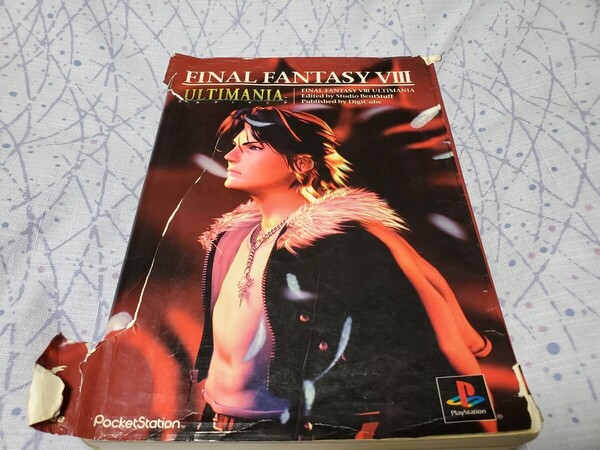 FINAL FANTASY VIII
ULTIMANIA
FINAL FANTASY VIII ULTIMANIA
Edited by Studio BentStuff
Published by DigiCube
PocketStation
PlayStation